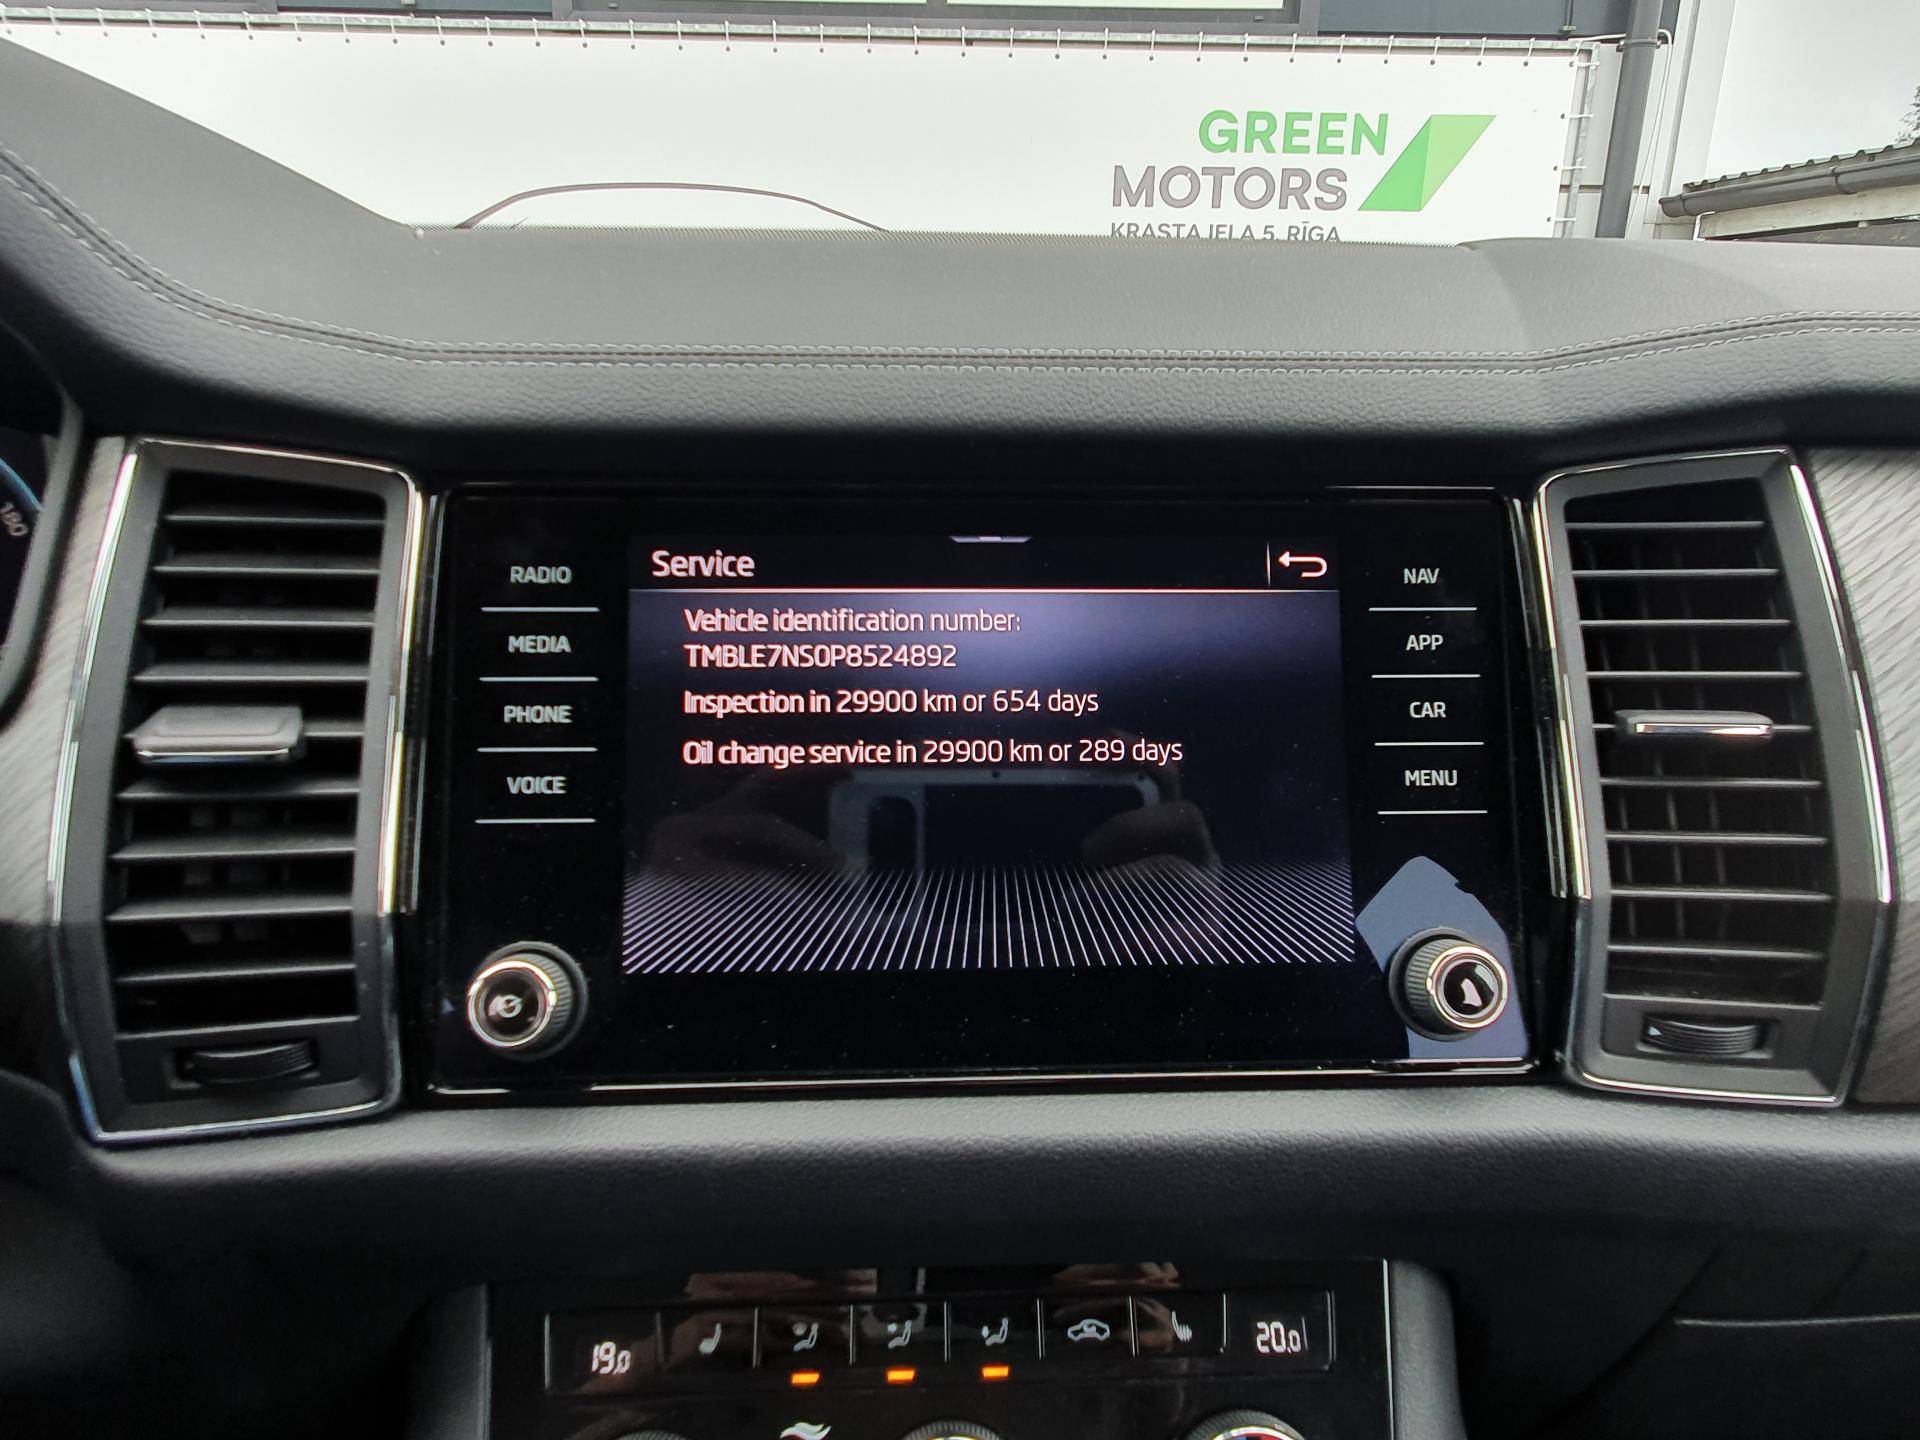 GREEN
MOTORS
KRASTA IELA 5, RĪGA
180
RADIO
MEDIA
PHONE
VOICE
Service
Vehicle identification number:
TMBLE7NS0P8524892
Inspection in 29900 km or 654 days
Oil change service in 29900 km or 289 days
NAV
APP
CAR
MENU
19.0
20.0